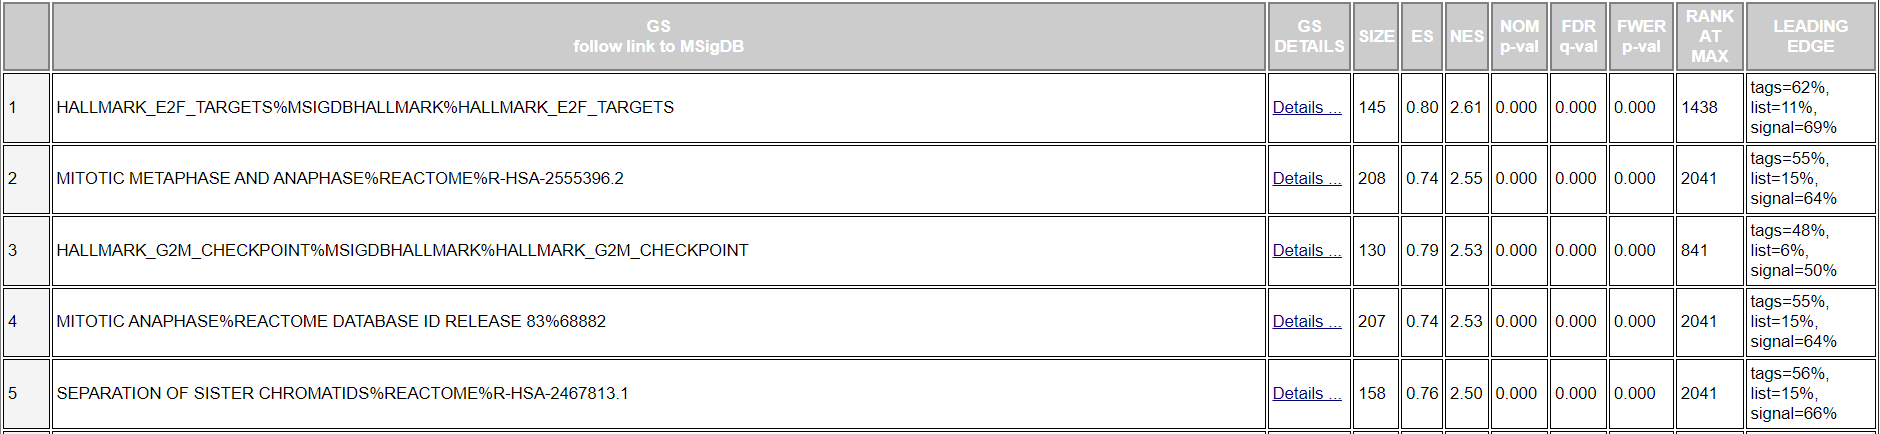 GS
follow link to MSigDB
GS
DETAILS
SIZE
ES
NES
NOM
p-val
FDR
q-val
FWER
p-val
RANK
AT
MAX
LEADING
EDGE
1
HALLMARK_E2F_TARGETS%MSIGDBHALLMARK%HALLMARK_E2F_TARGETS
Details ...
145
0.80
2.61
0.000
0.000
0.000
1438
tags=62%,
list=11%,
signal=69%
2
MITOTIC METAPHASE AND ANAPHASE%REACTOME%R-HSA-2555396.2
Details ...
208
0.74
2.55
0.000
0.000
0.000
2041
tags=55%,
list=15%,
signal=64%
3
HALLMARK_G2M_CHECKPOINT%MSIGDBHALLMARK%HALLMARK_G2M_CHECKPOINT
Details ...
130
0.79
2.53
0.000
0.000
0.000
841
tags=48%,
list=6%,
signal=50%
4
MITOTIC ANAPHASE%REACTOME DATABASE ID RELEASE 83%68882
Details ...
207
0.74
2.53
0.000
0.000
0.000
2041
tags=55%,
list=15%,
signal=64%
5
SEPARATION OF SISTER CHROMATIDS%REACTOME%R-HSA-2467813.1
Details ...
158
0.76
2.50
0.000
0.000
0.000
2041
tags=56%,
list=15%,
signal=66%